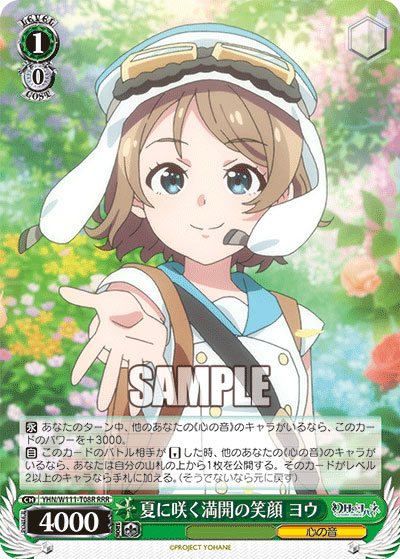 LEVEL
1
0
COST
SAMPLE
永 あなたのターン中、他のあなたの《心の音》のキャラがいるなら、このカードのパワーを+3000。
自 このカードのバトル相手が【 】した時、他のあなたの《心の音》のキャラがいるなら、あなたは自分の山札の上から1枚を公開する。そのカードがレベル2以上のキャラなら手札に加える。(そうでないなら元に戻す)
CH YHN/W111-T08R RRR
4000
夏に咲く満開の笑顔 ヨウ
心の音
©PROJECT YOHANE